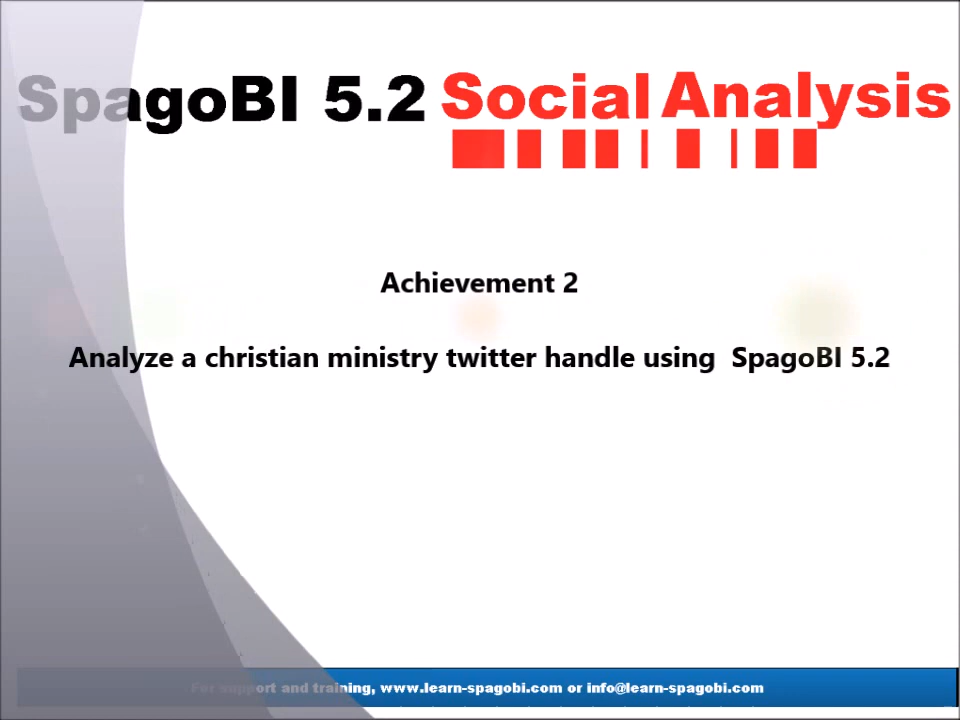 SpagoBI 5.2 Social Analysis
Achievement 2
Analyze a christian ministry twitter handle using SpagoBI 5.2
For support and training, www.learn-spagobi.com or info@learn-spagobi.com